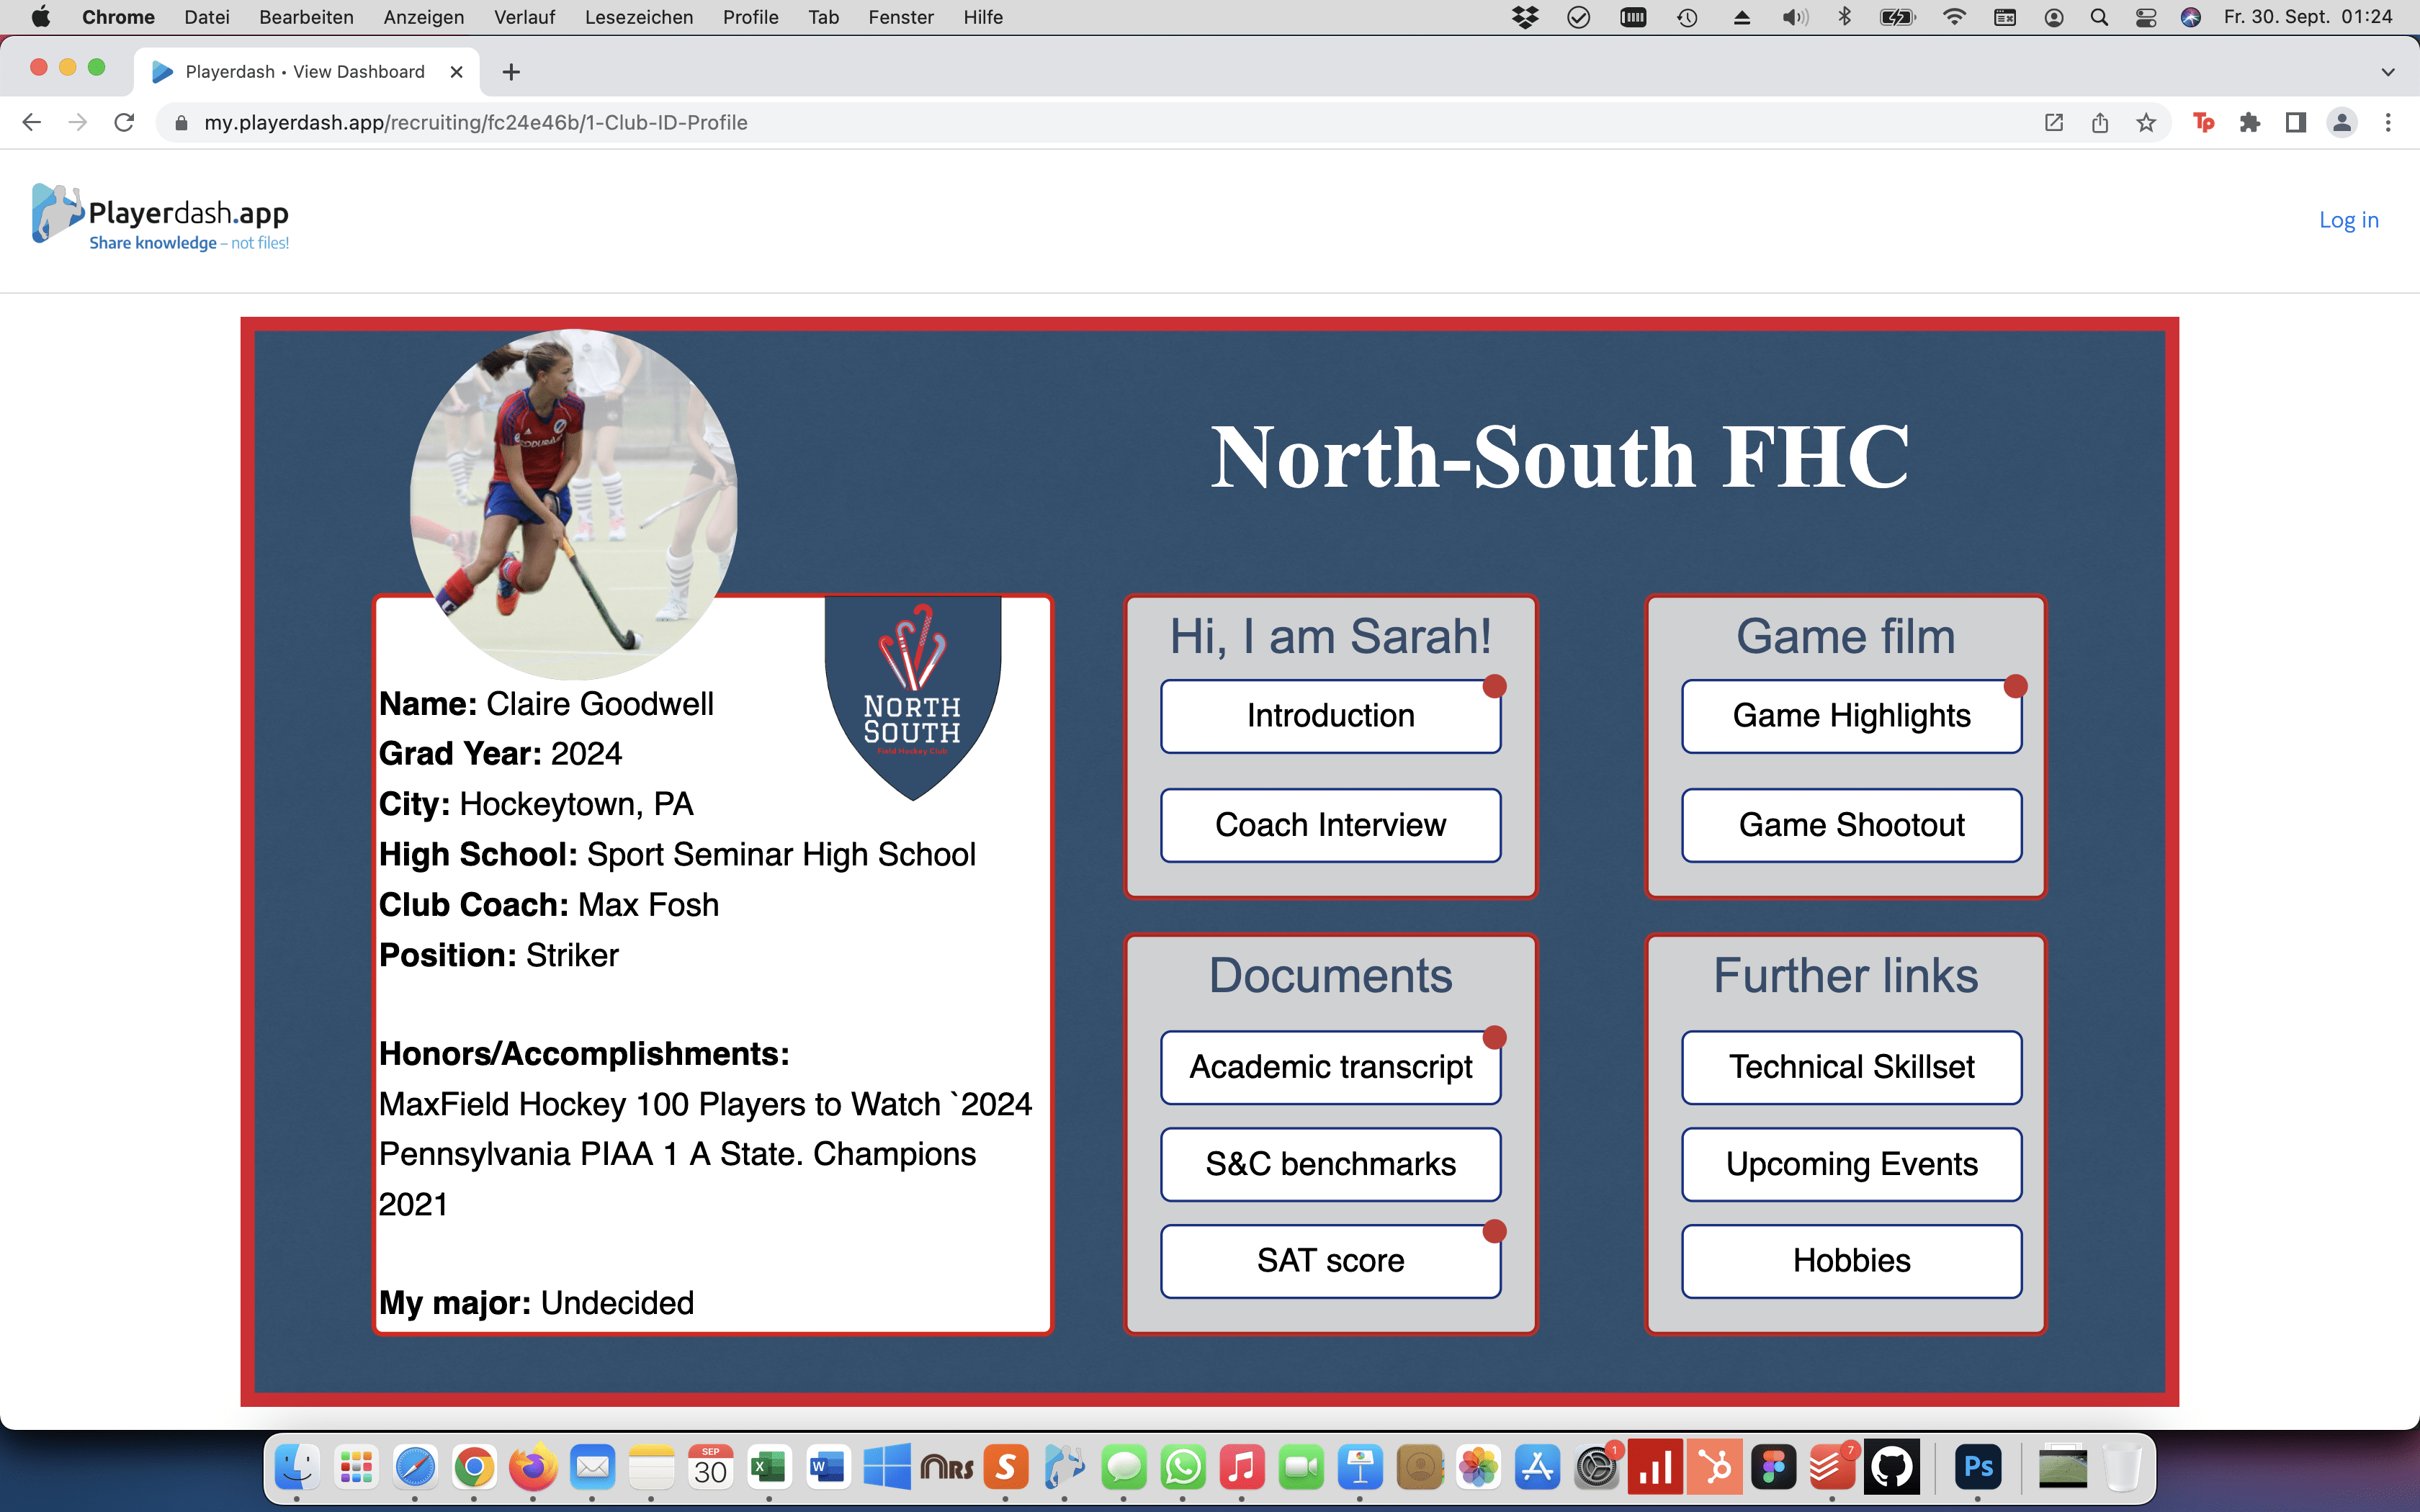 Chrome Datei Bearbeiten Anzeigen Verlauf Lesezeichen Profile Tab Fenster Hilfe Fr. 30. Sept. 01:24
Playerdash • View Dashboard
my.playerdash.app/recruiting/fc24e46b/1-Club-ID-Profile
Tp
Playerdash.app
Share knowledge – not files!
Log in
North-South FHC
NORTH
SOUTH
Field Hockey Club
Name: Claire Goodwell
Grad Year: 2024
City: Hockeytown, PA
High School: Sport Seminar High School
Club Coach: Max Fosh
Position: Striker
Honors/Accomplishments:
MaxField Hockey 100 Players to Watch `2024
Pennsylvania PIAA 1 A State. Champions
2021
My major: Undecided
Hi, I am Sarah!
Introduction
Coach Interview
Game film
Game Highlights
Game Shootout
Documents
Academic transcript
S&C benchmarks
SAT score
Further links
Technical Skillset
Upcoming Events
Hobbies
SEP
30
X
W
nrs
S
1
7
Ps